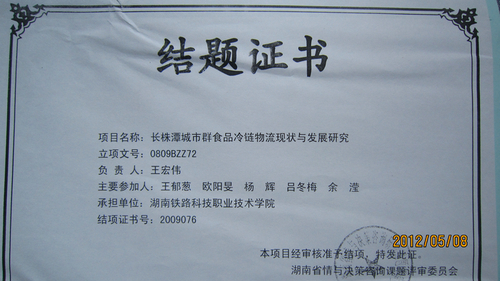 结题证书
项目名称：长株潭城市群食品冷链物流现状与发展研究
立项文号：0809BZZ72
负 责 人：王宏伟
主要参加人：王郁葱 欧阳旻 杨 辉 吕冬梅 余 滢
承担单位：湖南铁路科技职业技术学院
结项证书号：2009076
2012/05/08
本项目经审核准予结项，特发此证。
湖南省情与决策咨询课题评审委员会